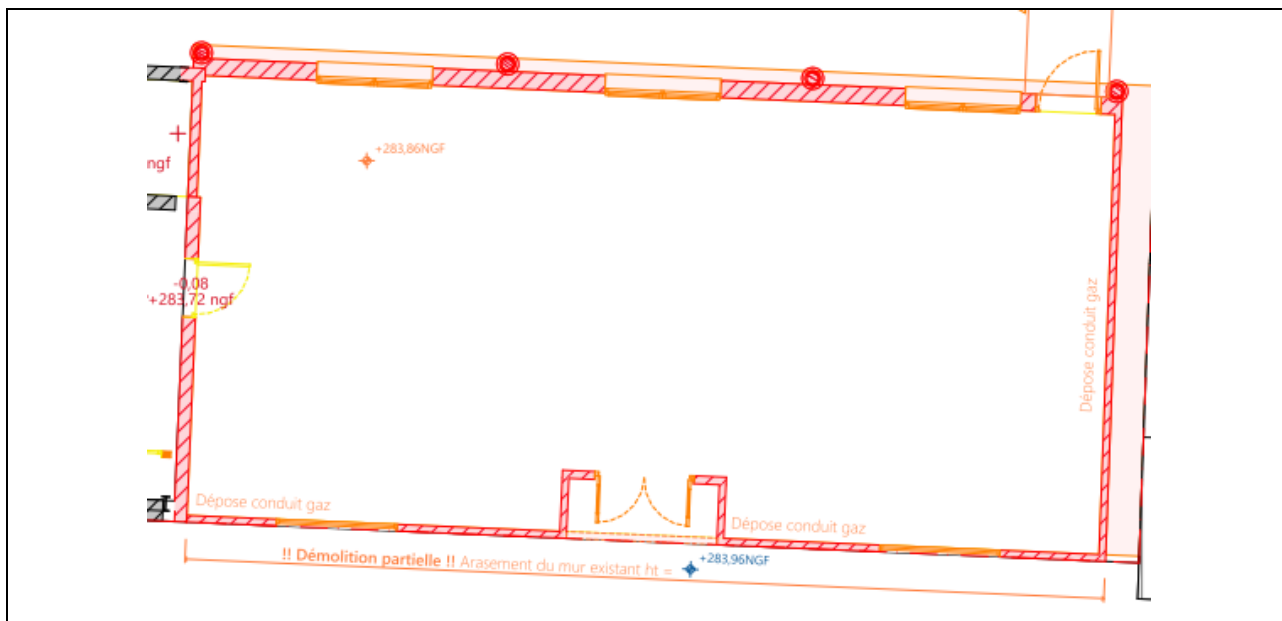 +283,86NGF
ngf
-0,08
+283,72 ngf
Dépose conduit gaz
Dépose conduit gaz
Dépose conduit gaz
!! Démolition partielle !! Arasement du mur existant ht =
+283,96NGF